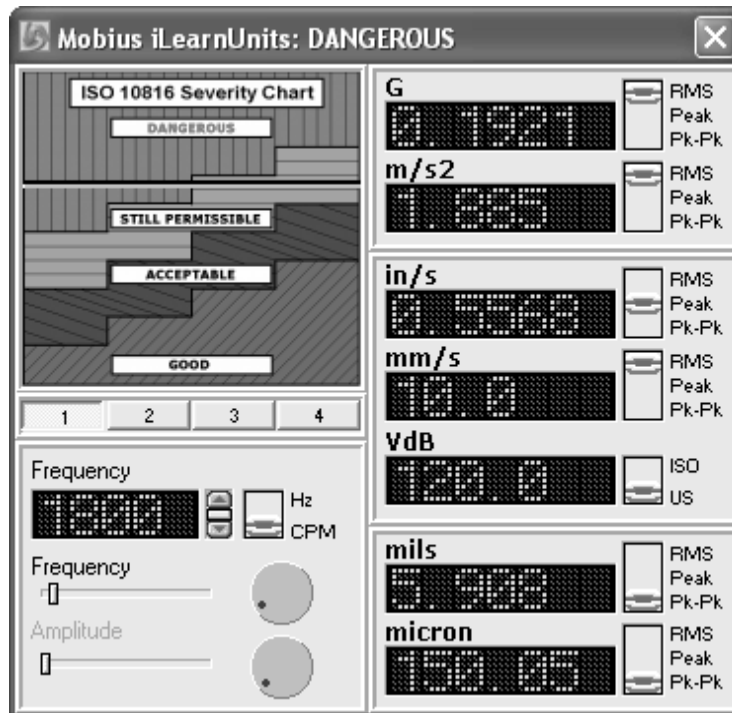 Mobius iLearnUnits: DANGEROUS
ISO 10816 Severity Chart
DANGEROUS
STILL PERMISSIBLE
ACCEPTABLE
GOOD
1 2 3 4
Frequency
1800
Hz
CPM
Frequency
Amplitude
G
0.1921
RMS
Peak
Pk-Pk
m/s2
1.885
RMS
Peak
Pk-Pk
in/s
0.5568
RMS
Peak
Pk-Pk
mm/s
10.0
RMS
Peak
Pk-Pk
VdB
120.0
ISO
US
mils
5.908
RMS
Peak
Pk-Pk
micron
150.05
RMS
Peak
Pk-Pk